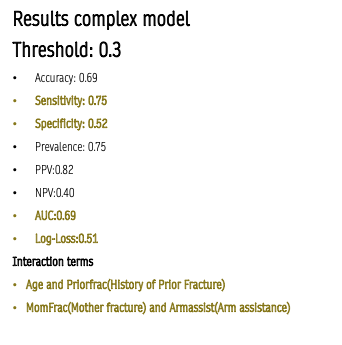 Results complex model
Threshold: 0.3
• Accuracy: 0.69
• Sensitivity: 0.75
• Specificity: 0.52
• Prevalence: 0.75
• PPV:0.82
• NPV:0.40
• AUC:0.69
• Log-Loss:0.51
Interaction terms
• Age and Priorfrac(History of Prior Fracture)
• MomFrac(Mother fracture) and Armassist(Arm assistance)